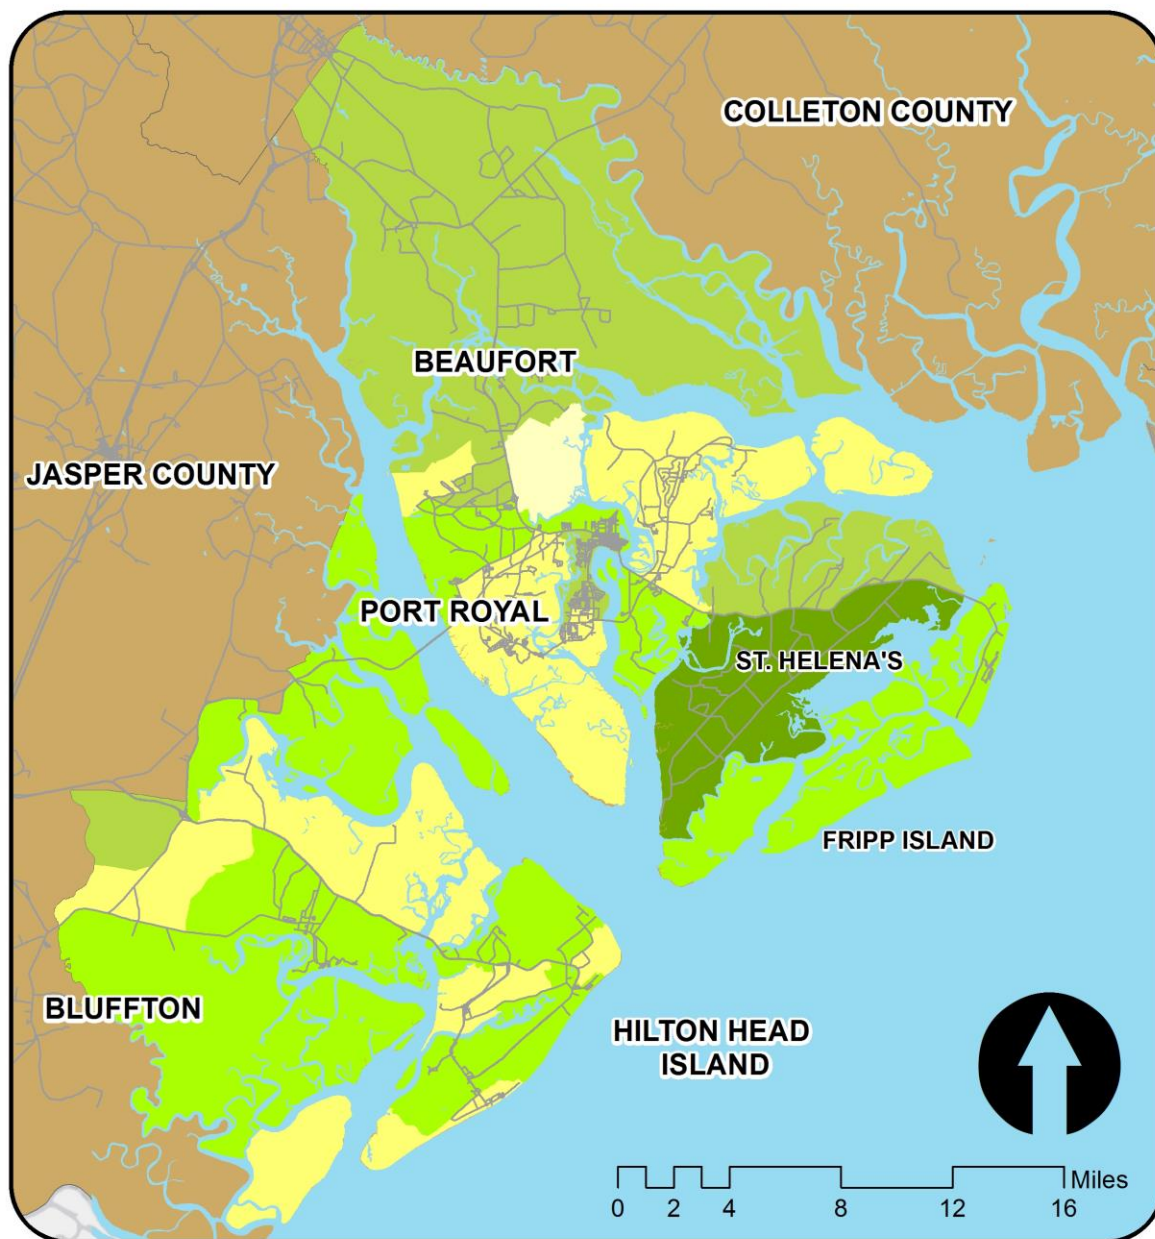 COLLETON COUNTY
BEAUFORT
JASPER COUNTY
PORT ROYAL
ST. HELENA'S
FRIPP ISLAND
BLUFFTON
HILTON HEAD
ISLAND
Miles
0 2 4 8 12 16